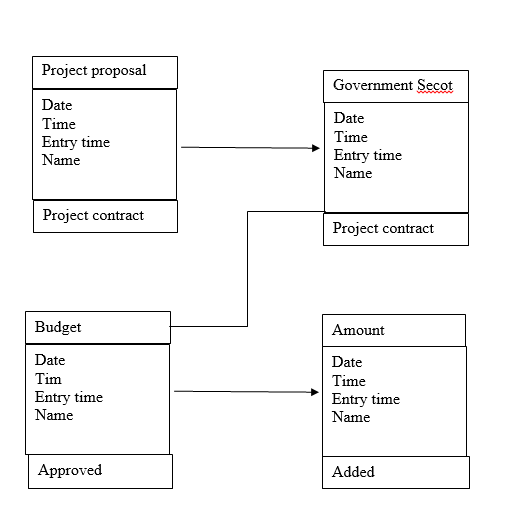 Project proposal
Date
Time
Entry time
Name
Project contract
Government Secot
Date
Time
Entry time
Name
Project contract
Budget
Date
Tim
Entry time
Name
Approved
Amount
Date
Time
Entry time
Name
Added